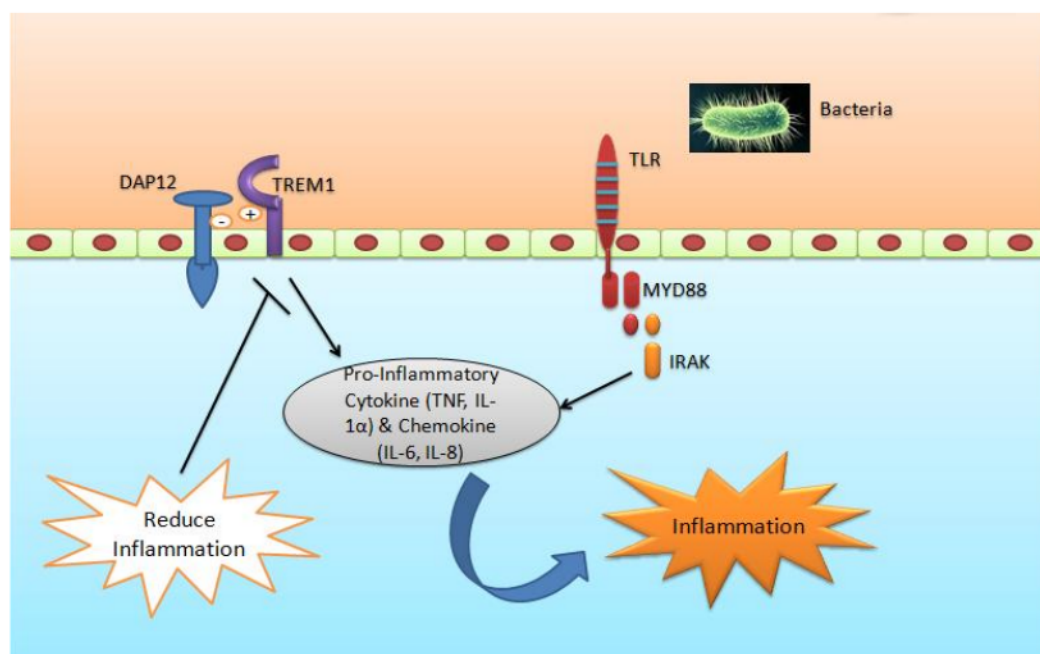 Bacteria
TLR
DAP12
TREM1
-
+
MYD88
IRAK
Pro-Inflammatory
Cytokine (TNF, IL-
1α) & Chemokine
(IL-6, IL-8)
Reduce
Inflammation
Inflammation